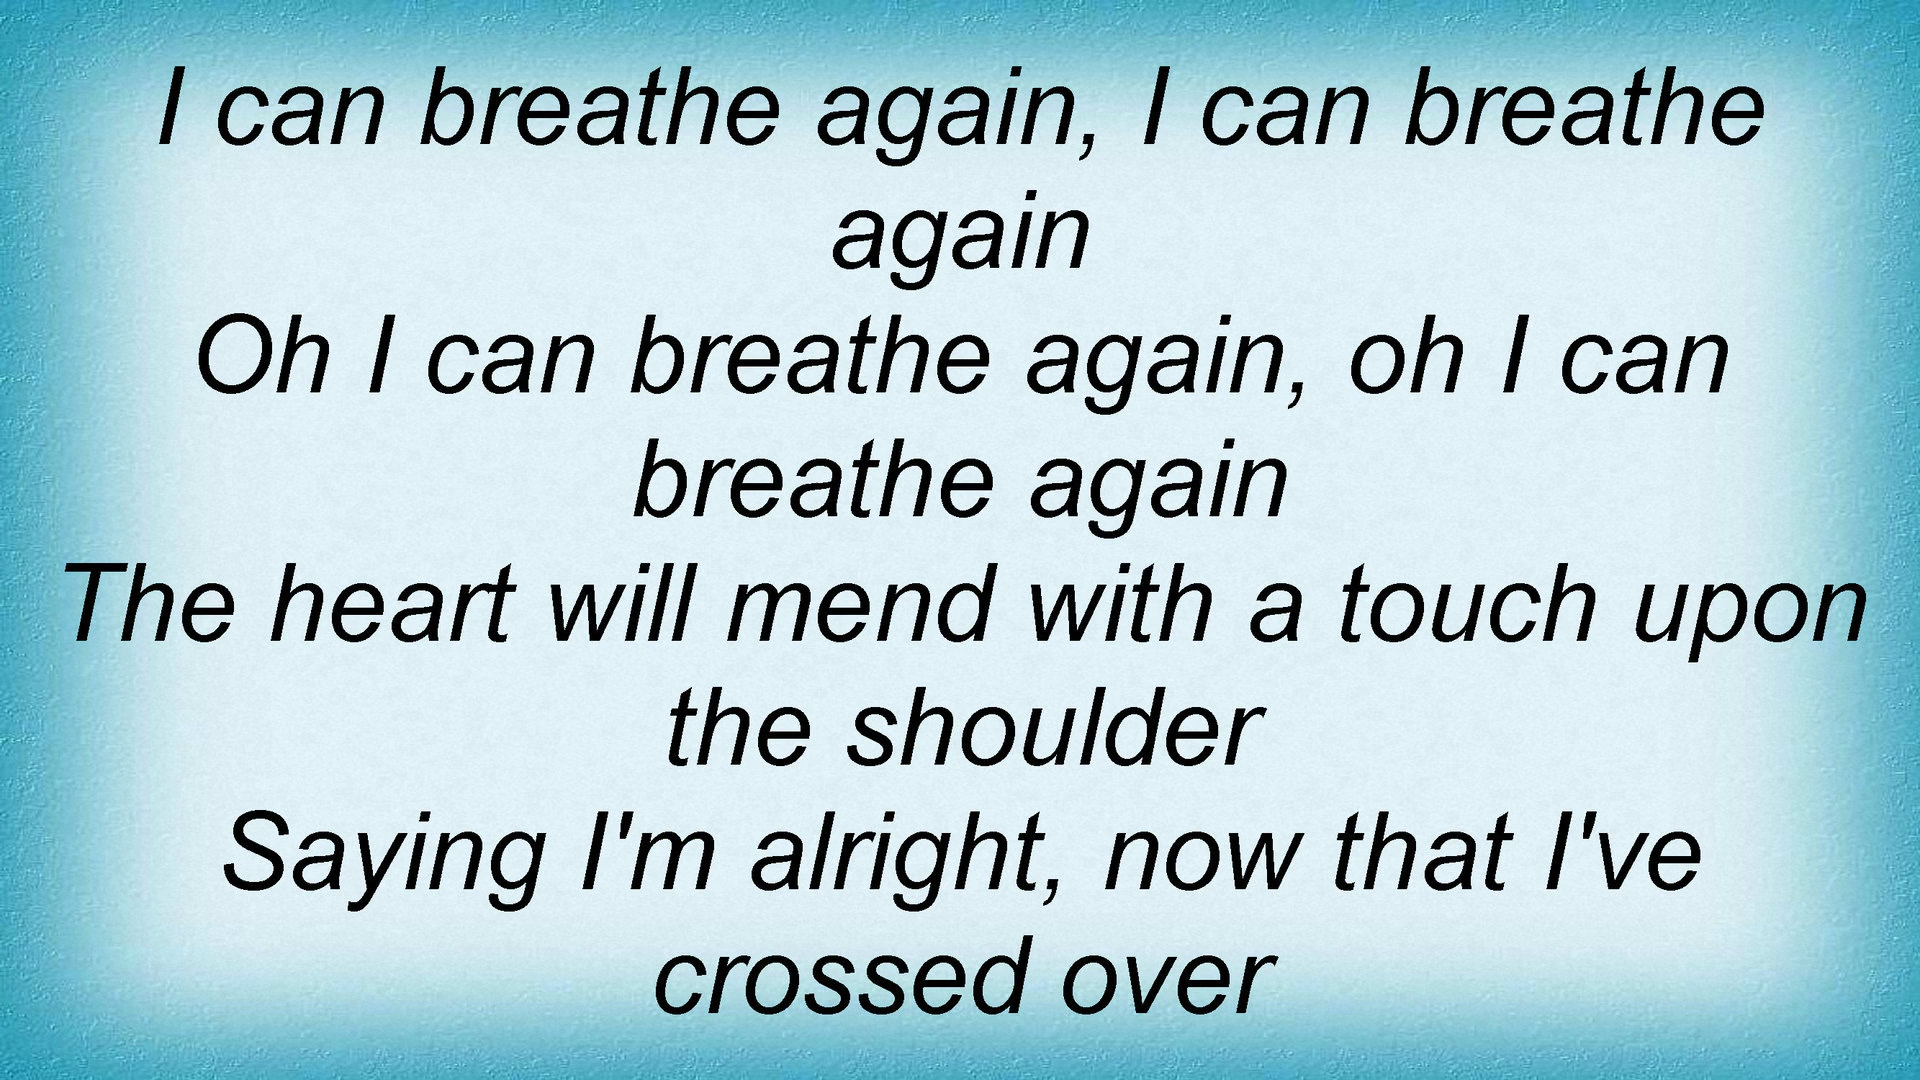 I can breathe again, I can breathe
again
Oh I can breathe again, oh I can
breathe again
The heart will mend with a touch upon
the shoulder
Saying I'm alright, now that I've
crossed over